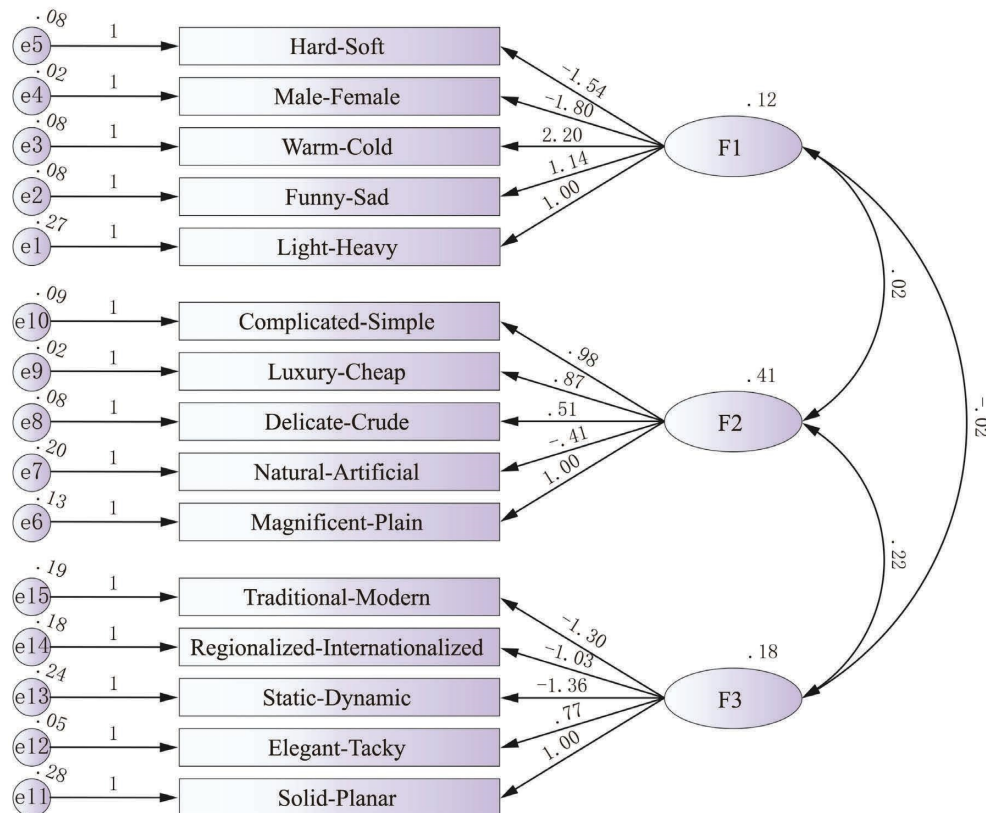 .08
e5
1
Hard-Soft
-1.54
.02
e4
1
Male-Female
-1.80
.12
.08
e3
1
Warm-Cold
2.20
F1
.08
e2
1
Funny-Sad
1.14
.27
e1
1
Light-Heavy
1.00
.02
.09
e10
1
Complicated-Simple
.98
.02
e9
1
Luxury-Cheap
.87
.41
.08
e8
1
Delicate-Crude
.51
F2
-.02
.20
e7
1
Natural-Artificial
-.41
.13
e6
1
Magnificent-Plain
1.00
.22
.19
e15
1
Traditional-Modern
-1.30
.18
e14
1
Regionalized-Internationalized
-1.03
.18
.24
e13
1
Static-Dynamic
-1.36
F3
.05
e12
1
Elegant-Tacky
.77
.28
e11
1
Solid-Planar
1.00